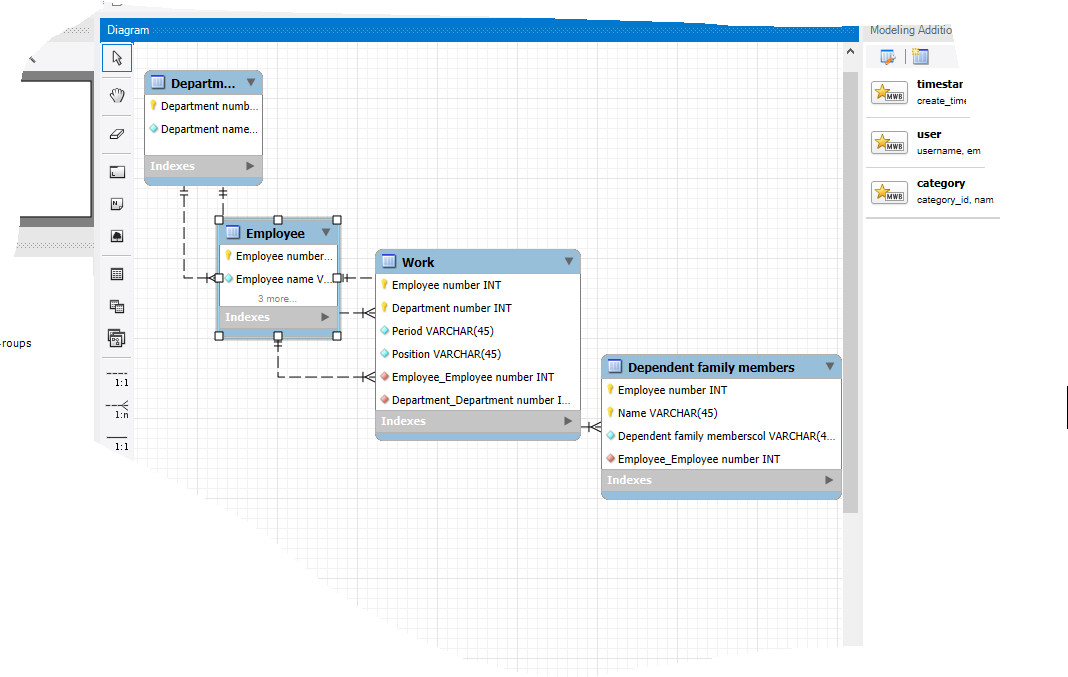 Diagram
Modeling Additio
Departm...
Department numb...
Department name...
Indexes
Employee
Employee number...
Employee name V...
3 more...
Indexes
Work
Employee number INT
Department number INT
Period VARCHAR(45)
Position VARCHAR(45)
Employee_Employee number INT
Department_Department number I...
Indexes
Dependent family members
Employee number INT
Name VARCHAR(45)
Dependent family memberscol VARCHAR(4...
Employee_Employee number INT
Indexes
1:1
1:n
1:1
roups
MWB
timestar
create_time
MWB
user
username, em
MWB
category
category_id, nam